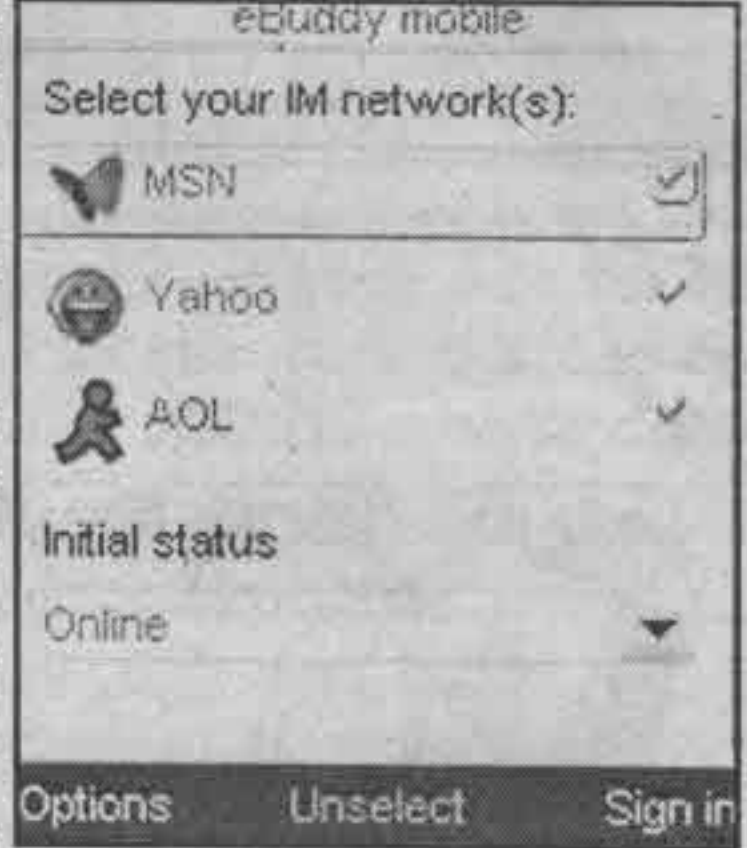 eBuddy mobile
Select your IM network(s):
MSN
Yahoo
AOL
Initial status
Online
Options Unselect Sign in